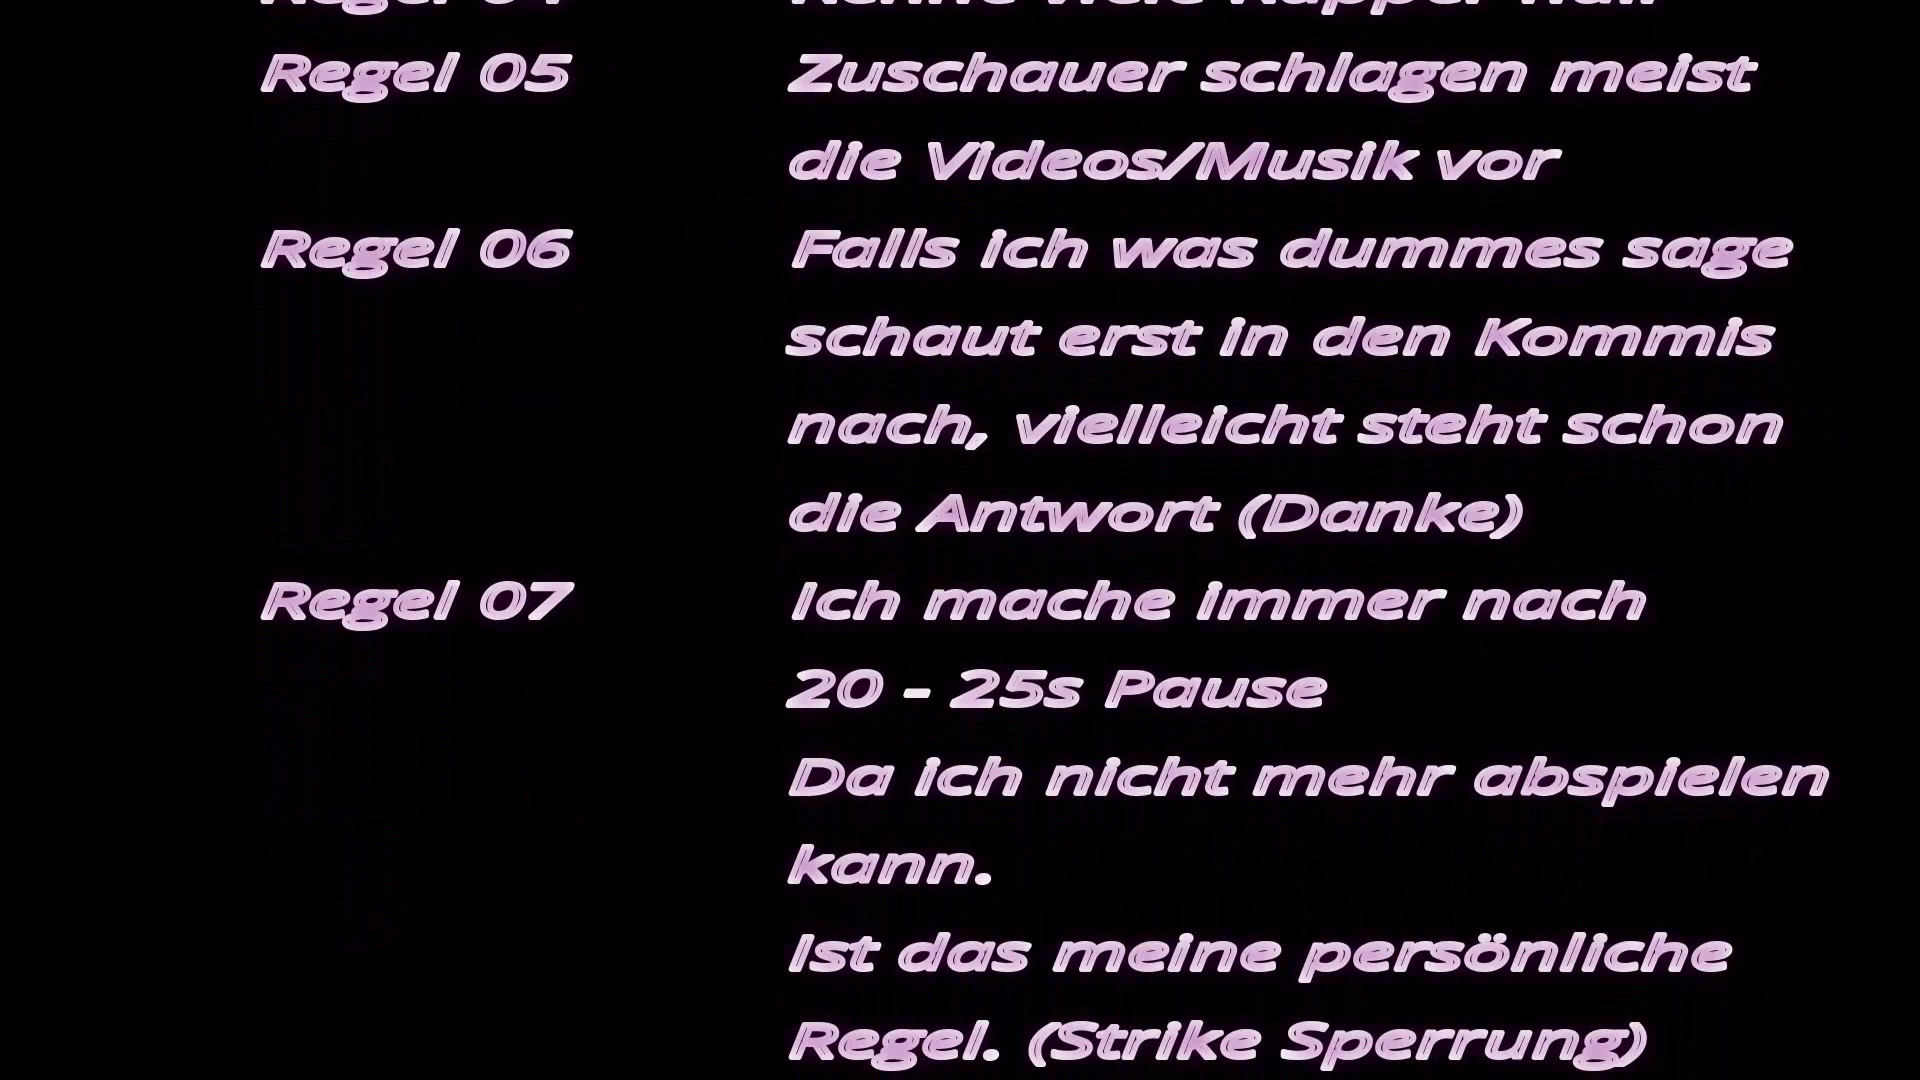 Regel 05 Zuschauer schlagen meist
die Videos/Musik vor
Regel 06 Falls ich was dummes sage
schaut erst in den Kommis
nach, vielleicht steht schon
die Antwort (Danke)
Regel 07 Ich mache immer nach
20 - 25s Pause
Da ich nicht mehr abspielen
kann.
Ist das meine persönliche
Regel. (Strike Sperrung)